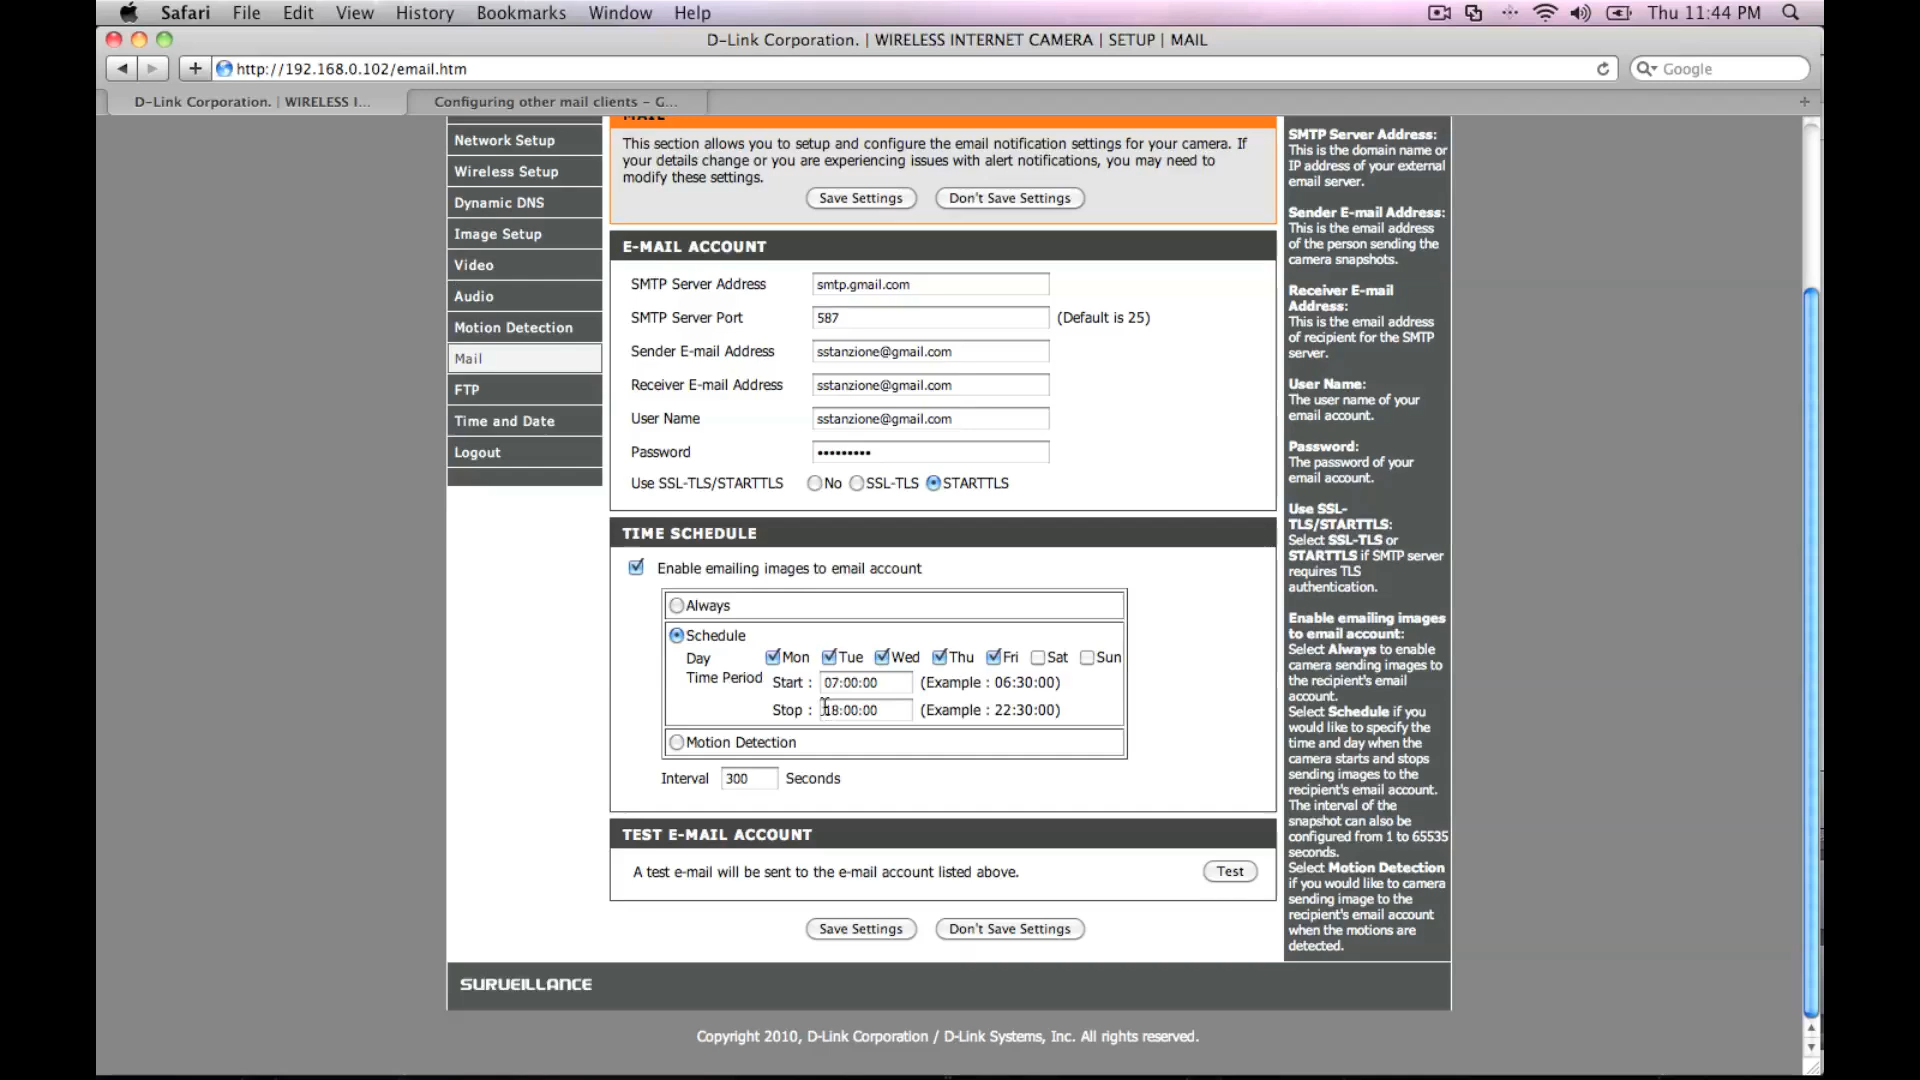 Safari File Edit View History Bookmarks Window Help Thu 11:44 PM
D-Link Corporation. | WIRELESS INTERNET CAMERA | SETUP | MAIL
http://192.168.0.102/email.htm Google
D-Link Corporation. | WIRELESS I... Configuring other mail clients – G...
Network Setup
Wireless Setup
Dynamic DNS
Image Setup
Video
Audio
Motion Detection
Mail
FTP
Time and Date
Logout
MAIL
This section allows you to setup and configure the email notification settings for your camera. If
your details change or you are experiencing issues with alert notifications, you may need to
modify these settings.
Save Settings Don't Save Settings
E-MAIL ACCOUNT
SMTP Server Address smtp.gmail.com
SMTP Server Port 587 (Default is 25)
Sender E-mail Address sstanzione@gmail.com
Receiver E-mail Address sstanzione@gmail.com
User Name sstanzione@gmail.com
Password •••••••••
Use SSL-TLS/STARTTLS No SSL-TLS STARTTLS
TIME SCHEDULE
Enable emailing images to email account
Always
Schedule
Day Mon Tue Wed Thu Fri Sat Sun
Time Period Start : 07:00:00 (Example : 06:30:00)
Stop : 18:00:00 (Example : 22:30:00)
Motion Detection
Interval 300 Seconds
TEST E-MAIL ACCOUNT
A test e-mail will be sent to the e-mail account listed above. Test
Save Settings Don't Save Settings
SMTP Server Address:
This is the domain name or
IP address of your external
email server.
Sender E-mail Address:
This is the email address
of the person sending the
camera snapshots.
Receiver E-mail
Address:
This is the email address
of recipient for the SMTP
server.
User Name:
The user name of your
email account.
Password:
The password of your
email account.
Use SSL-
TLS/STARTTLS:
Select SSL-TLS or
STARTTLS if SMTP server
requires TLS
authentication.
Enable emailing images
to email account:
Select Always to enable
camera sending images to
the recipient's email
account.
Select Schedule if you
would like to specify the
time and day when the
camera starts and stops
sending images to the
recipient's email account.
The interval of the
snapshot can also be
configured from 1 to 65535
seconds.
Select Motion Detection
if you would like to camera
sending image to the
recipient's email account
when the motions are
detected.
SURVEILLANCE
Copyright 2010, D-Link Corporation / D-Link Systems, Inc. All rights reserved.